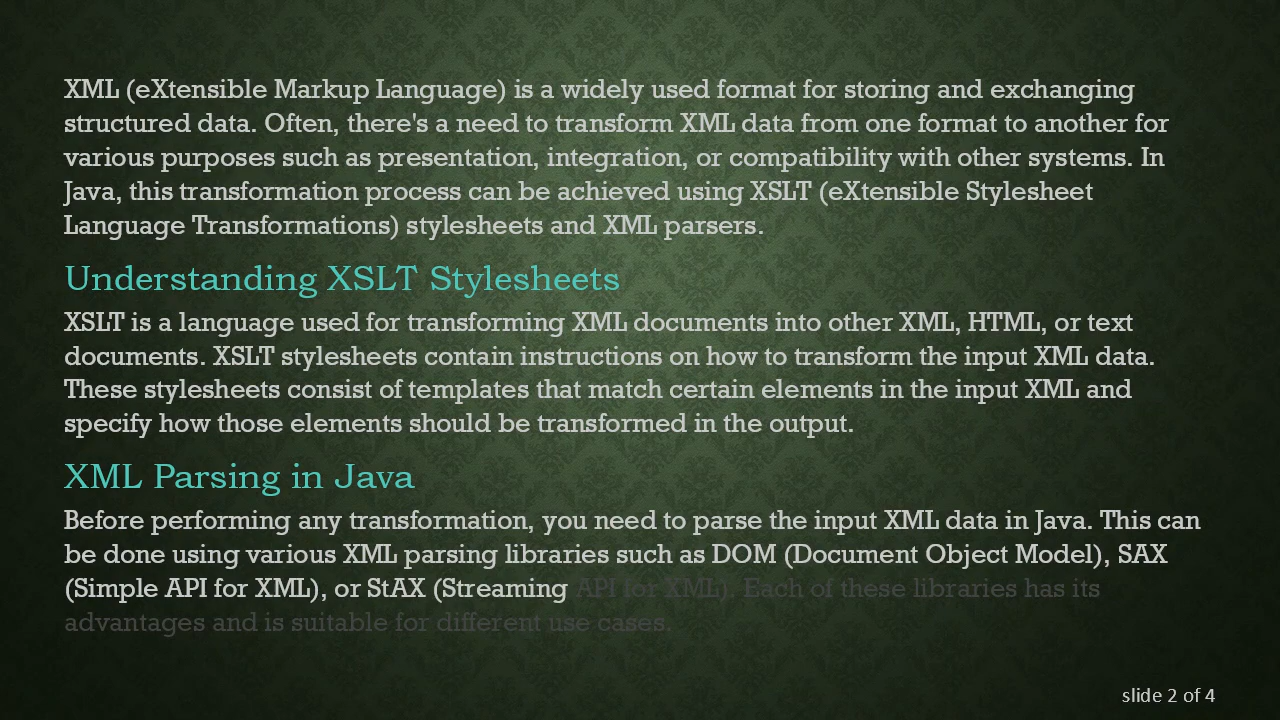 XML (eXtensible Markup Language) is a widely used format for storing and exchanging
structured data. Often, there's a need to transform XML data from one format to another for
various purposes such as presentation, integration, or compatibility with other systems. In
Java, this transformation process can be achieved using XSLT (eXtensible Stylesheet
Language Transformations) stylesheets and XML parsers.
Understanding XSLT Stylesheets
XSLT is a language used for transforming XML documents into other XML, HTML, or text
documents. XSLT stylesheets contain instructions on how to transform the input XML data.
These stylesheets consist of templates that match certain elements in the input XML and
specify how those elements should be transformed in the output.
XML Parsing in Java
Before performing any transformation, you need to parse the input XML data in Java. This can
be done using various XML parsing libraries such as DOM (Document Object Model), SAX
(Simple API for XML), or StAX (Streaming API for XML). Each of these libraries has its
advantages and is suitable for different use cases.
slide 2 of 4